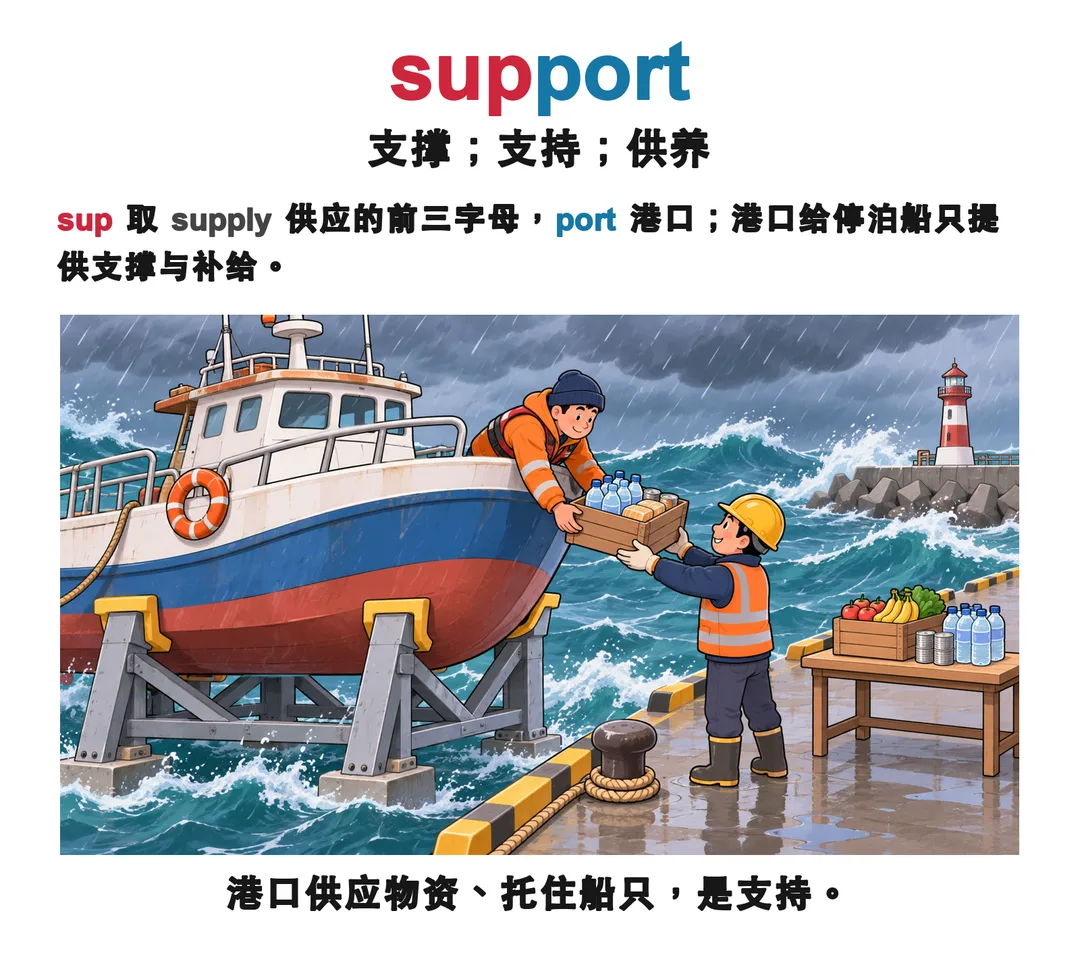 support
支撑；支持；供养
sup 取 supply 供应的前三字母，port 港口；港口给停泊船只提
供支撑与补给。
港口供应物资、托住船只，是支持。